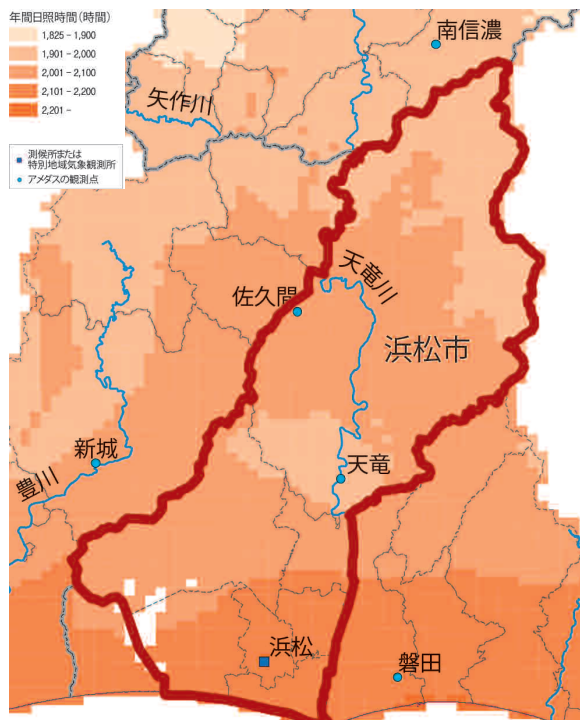 年間日照時間（時間）
1,825 − 1,900
1,901 − 2,000
2,001 − 2,100
2,101 − 2,200
2,201 −
測候所または
特別地域気象観測所
アメダスの観測点
南信濃
矢作川
天竜川
佐久間
浜松市
新城
天竜
豊川
浜松
磐田